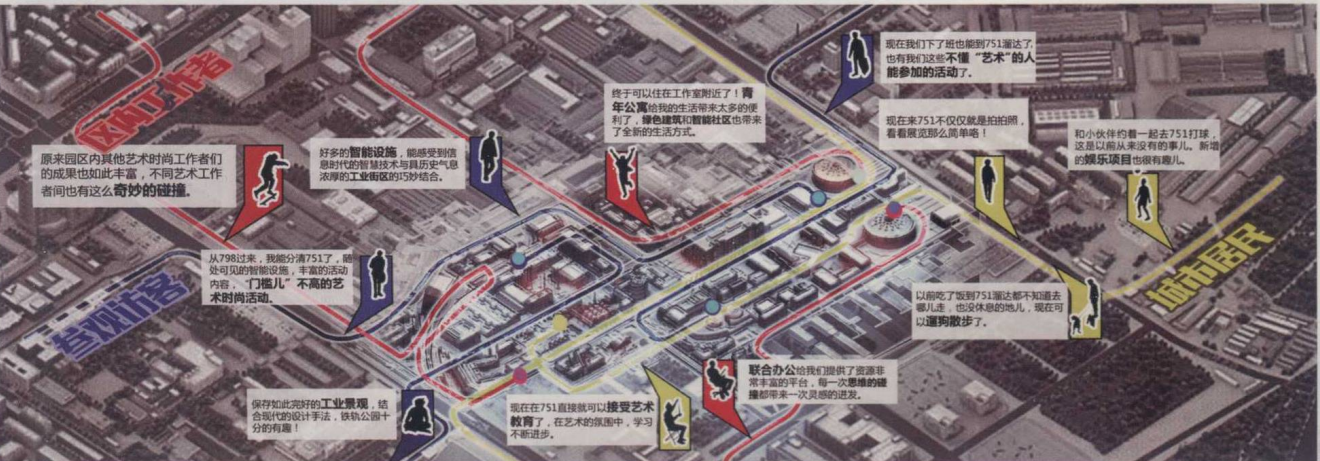 园内工作者
原来园区内其他艺术时尚工作者们
的成果也如此丰富，不同艺术工作
者间也有这么奇妙的碰撞。
好多的智能设施，能感受到信
息时代的智慧技术与具历史气息
浓厚的工业街区的巧妙结合。
终于可以住在工作室附近了！青
年公寓给我的生活带来太多的便
利了，绿色建筑和智能社区也带来
了全新的生活方式。
现在我们下了班也能到751溜达了，
也有我们这些不懂“艺术”的人
能参加的活动了。
现在来751不仅仅就是拍拍照，
看看展览那么简单咯！
和小伙伴约着一起去751打球，
这是以前从来没有的事儿。新增
的娱乐项目也很有趣儿。
从798过来，我能分清751了，随
处可见的智能设施，丰富的活动
内容，“门槛儿”不高的艺
术时尚活动。
参观访客
城市居民
以前吃了饭到751溜达都不知道去
哪儿走，也没休息的地儿，现在可
以遛狗散步了。
保存如此完好的工业景观，结
合现代的设计手法，铁轨公园十
分的有趣！
现在在751直接就可以接受艺术
教育了，在艺术的氛围中，学习
不断进步。
联合办公给我们提供了资源非
常丰富的平台，每一次思维的碰
撞都带来一次灵感的迸发。